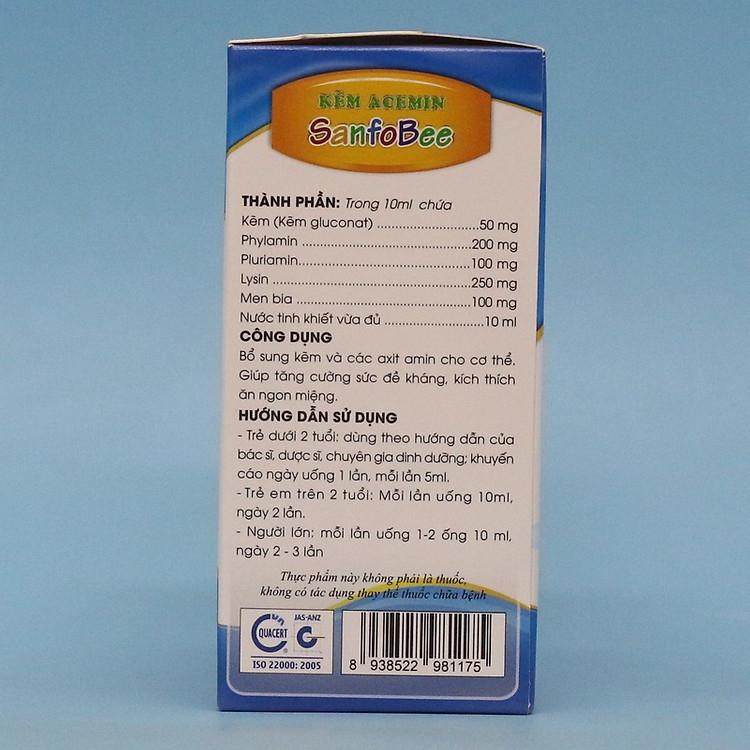 KẼM ACEMIN
SanfoBee
THÀNH PHẦN: Trong 10ml chứa
Kẽm (Kẽm gluconat) ............................50 mg
Phylamin .............................................200 mg
Pluriamin..............................................100 mg
Lysin ....................................................250 mg
Men bia ...............................................100 mg
Nước tinh khiết vừa đủ ..........................10 ml
CÔNG DỤNG
Bổ sung kẽm và các axit amin cho cơ thể.
Giúp tăng cường sức đề kháng, kích thích
ăn ngon miệng.
HƯỚNG DẪN SỬ DỤNG
- Trẻ dưới 2 tuổi: dùng theo hướng dẫn của
bác sĩ, dược sĩ, chuyên gia dinh dưỡng; khuyến
cáo ngày uống 1 lần, mỗi lần 5ml.
- Trẻ em trên 2 tuổi: Mỗi lần uống 10ml,
ngày 2 lần.
- Người lớn: mỗi lần uống 1-2 ống 10 ml,
ngày 2 - 3 lần
Thực phẩm này không phải là thuốc,
không có tác dụng thay thế thuốc chữa bệnh
JAS-ANZ
QUACERT
ISO 22000: 2005
8 938522 981175